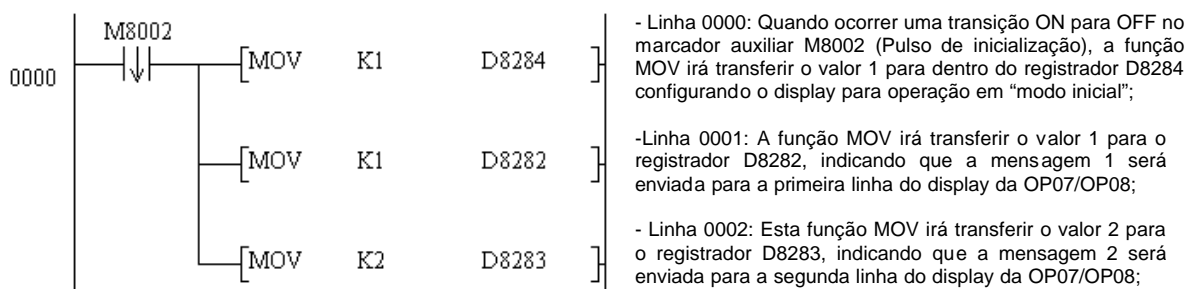 M8002
0000
MOV K1 D8284
MOV K1 D8282
MOV K2 D8283
- Linha 0000: Quando ocorrer uma transição ON para OFF no
marcador auxiliar M8002 (Pulso de inicialização), a função
MOV irá transferir o valor 1 para dentro do registrador D8284
configurando o display para operação em “modo inicial”;
-Linha 0001: A função MOV irá transferir o valor 1 para o
registrador D8282, indicando que a mensagem 1 será
enviada para a primeira linha do display da OP07/OP08;
- Linha 0002: Esta função MOV irá transferir o valor 2 para
o registrador D8283, indicando que a mensagem 2 será
enviada para a segunda linha do display da OP07/OP08;